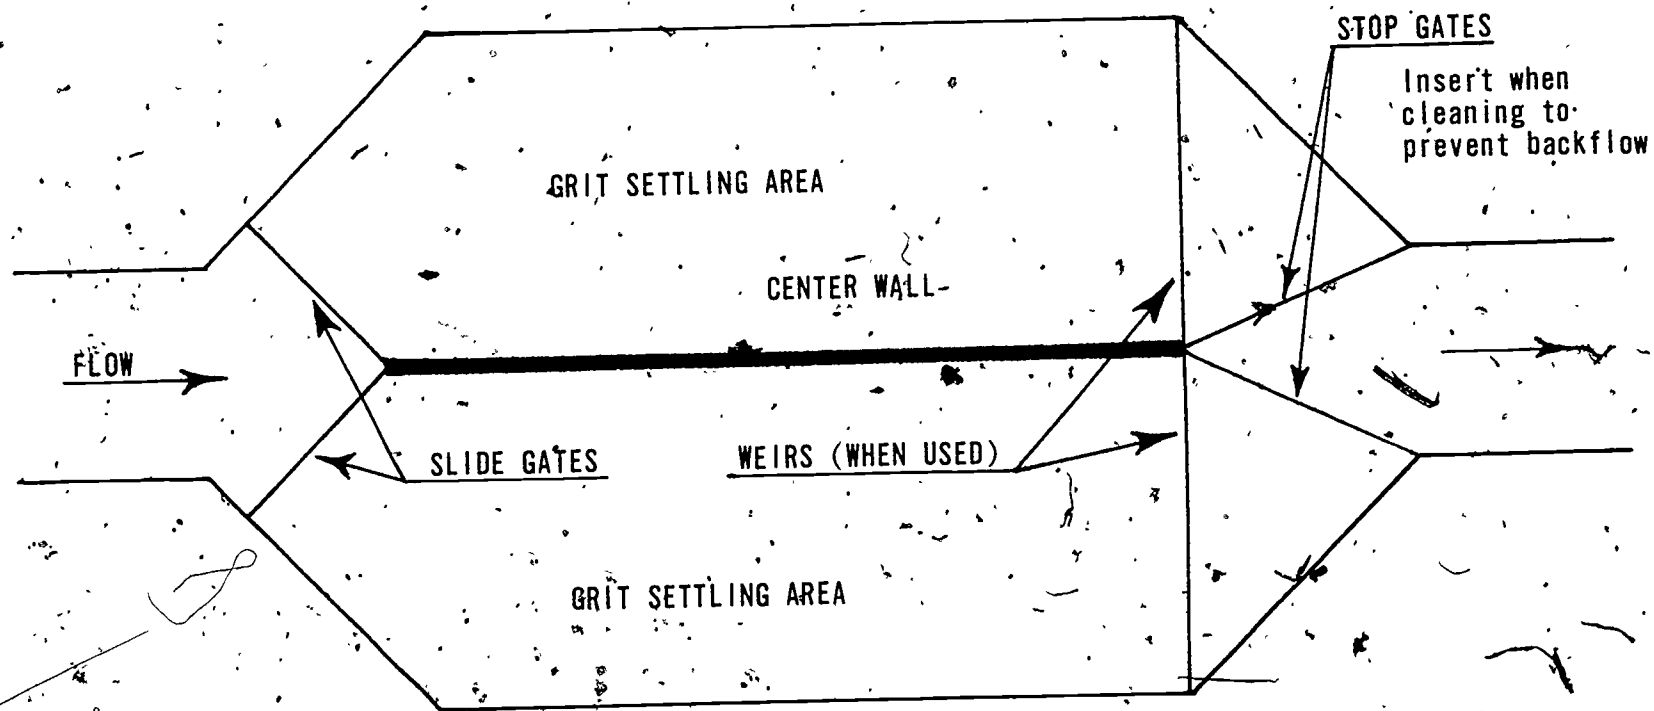 STOP GATES
Insert when
cleaning to
prevent backflow
GRIT SETTLING AREA
CENTER WALL
FLOW
SLIDE GATES
WEIRS (WHEN USED)
GRIT SETTLING AREA